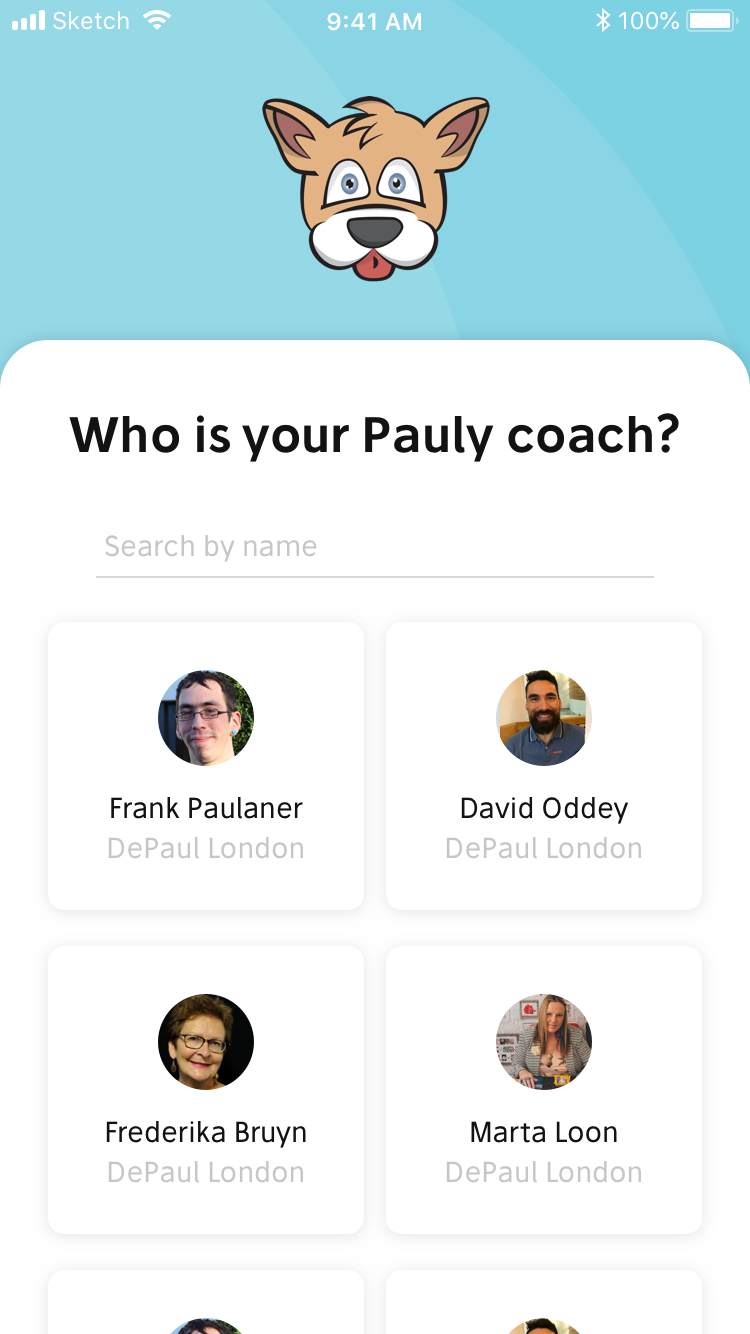 Sketch 9:41 AM 100%
Who is your Pauly coach?
Search by name
Frank Paulaner
DePaul London
David Oddey
DePaul London
Frederika Bruyn
DePaul London
Marta Loon
DePaul London